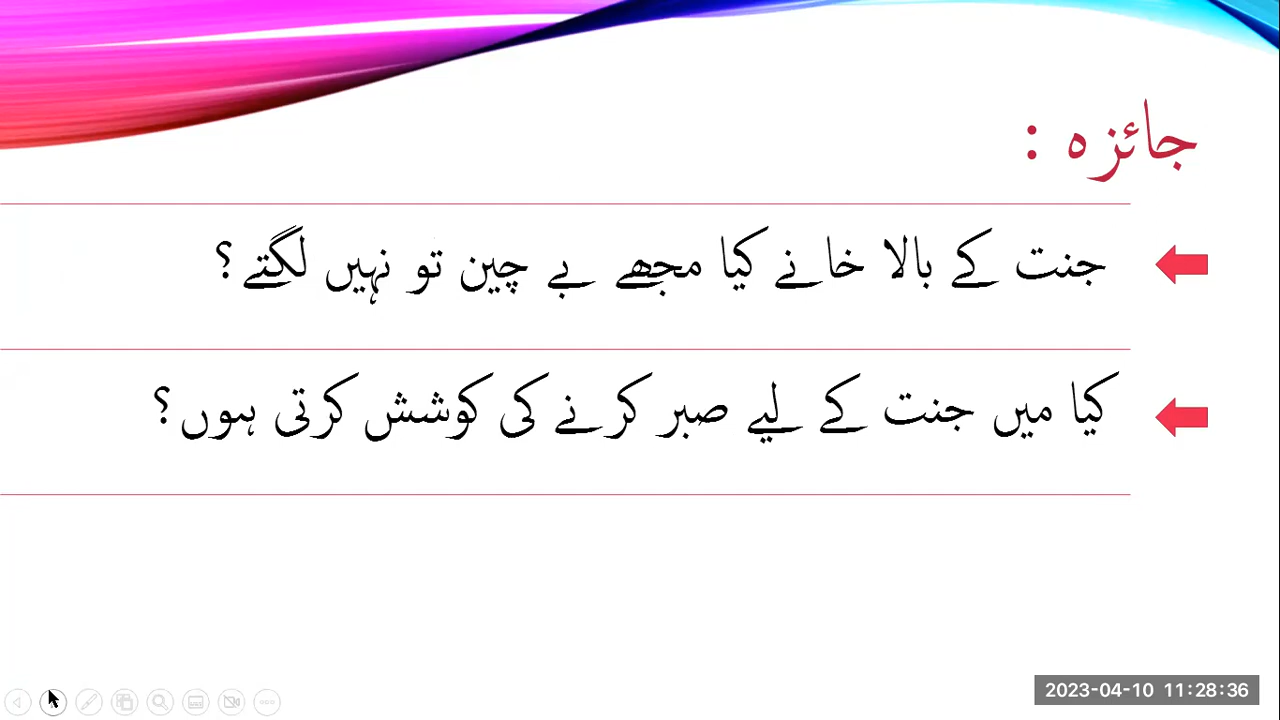 جائزہ :
جنت کے بالا خانے کیا مجھے بے چین تو نہیں لگتے؟
کیا میں جنت کے لیے صبر کرنے کی کوشش کرتی ہوں؟
2023-04-10 11:28:36